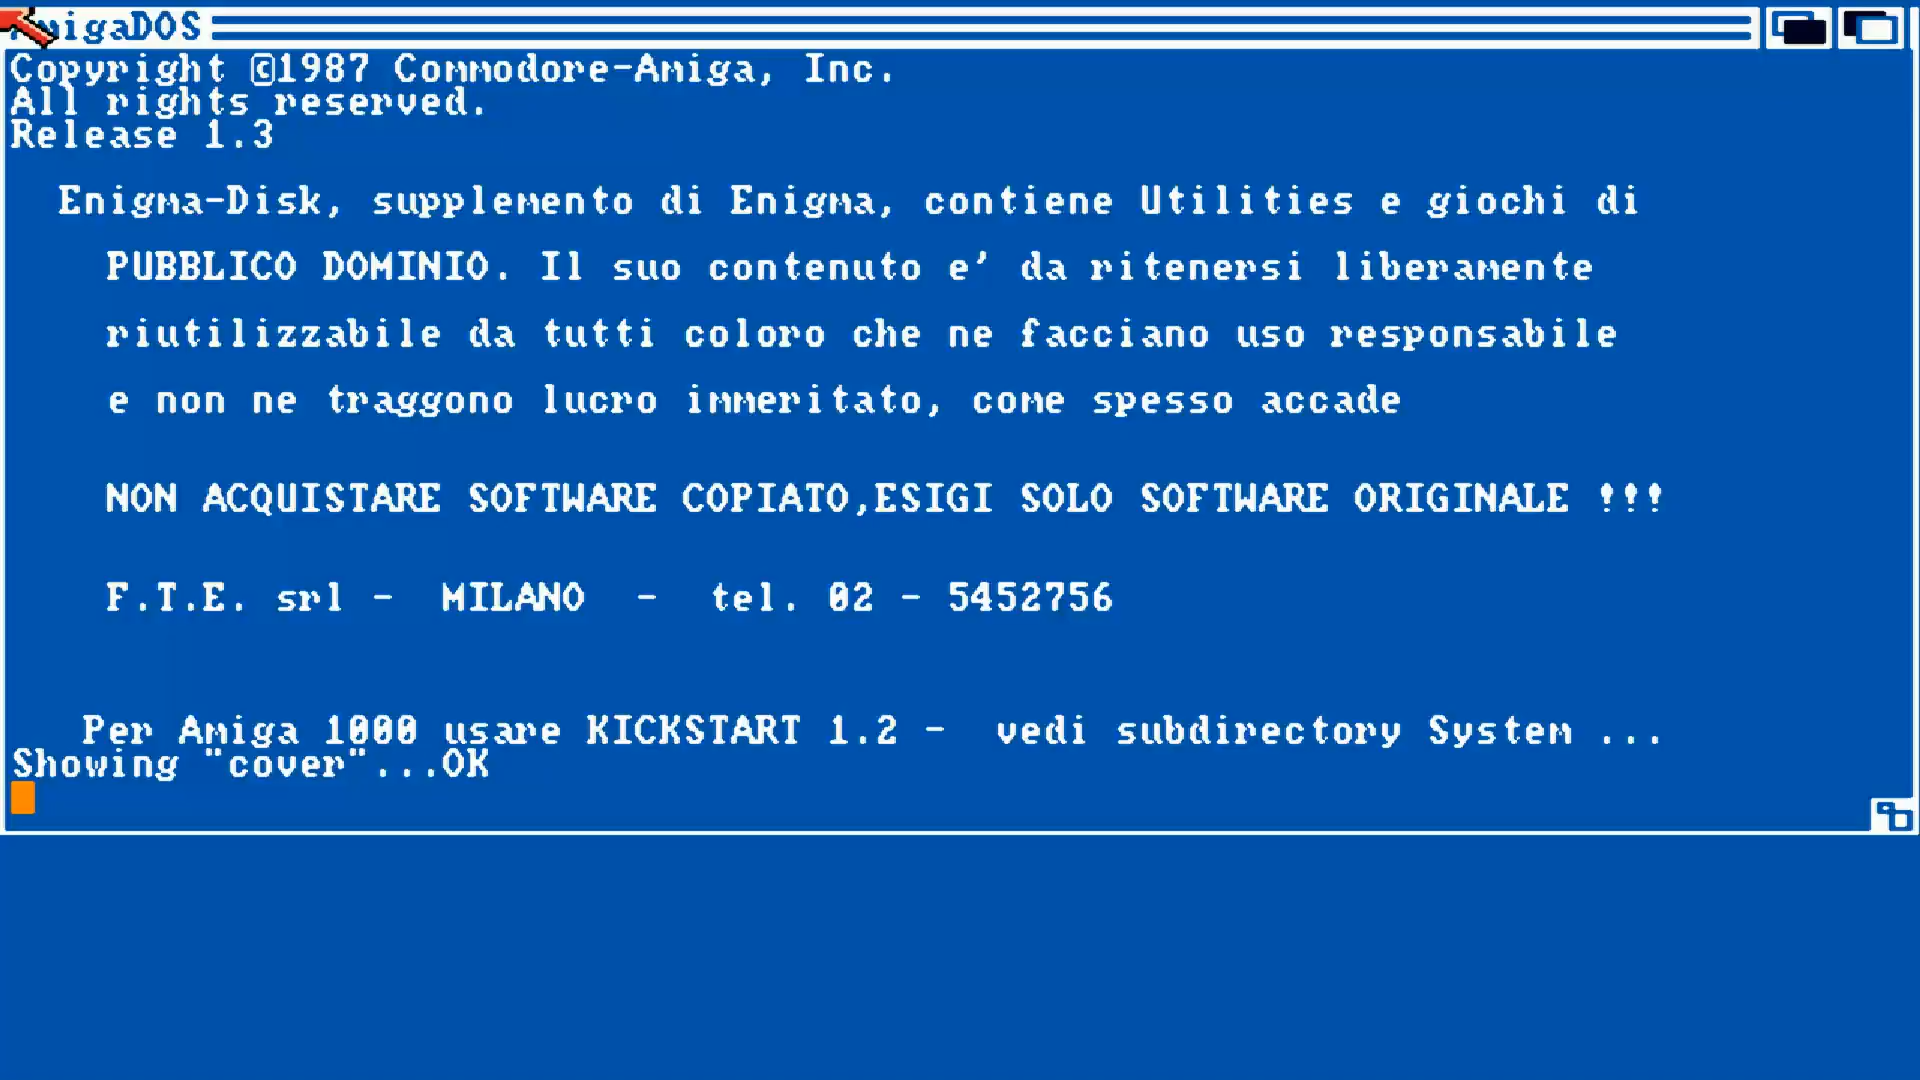 AmigaDOS
Copyright ©1987 Commodore-Amiga, Inc.
All rights reserved.
Release 1.3
Enigma-Disk, supplemento di Enigma, contiene Utilities e giochi di
PUBBLICO DOMINIO. Il suo contenuto e' da ritenersi liberamente
riutilizzabile da tutti coloro che ne facciano uso responsabile
e non ne traggono lucro immeritato, come spesso accade
NON ACQUISTARE SOFTWARE COPIATO,ESIGI SOLO SOFTWARE ORIGINALE !!!
F.T.E. srl - MILANO - tel. 02 - 5452756
Per Amiga 1000 usare KICKSTART 1.2 - vedi subdirectory System ...
Showing "cover"...OK